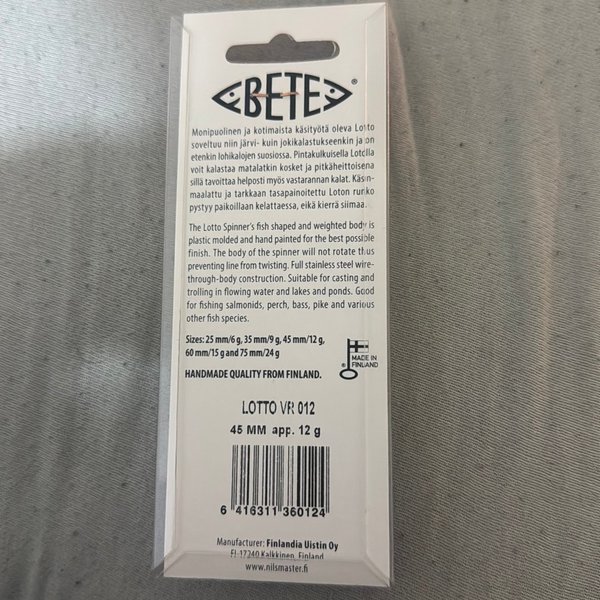 BETE®
Monipuolinen ja kotimaista käsityötä oleva Lotto
soveltuu niin järvi- kuin jokikalastukseenkin ja on
etenkin lohikalojen suosiossa. Pintakulkuisella Lotolla
voit kalastaa matalatkin kosket ja pitkäheittoisena
sillä tavoittaa helposti myös vastarannan kalat. Käsin-
maalattu ja tarkkaan tasapainoitettu Loton runko
pystyy paikoillaan kelattaessa, eikä kierrä siimaa.
The Lotto Spinner's fish shaped and weighted body is
plastic molded and hand painted for the best possible
finish. The body of the spinner will not rotate thus
preventing line from twisting. Full stainless steel wire-
through-body construction. Suitable for casting and
trolling in flowing water and lakes and ponds. Good
for fishing salmonids, perch, bass, pike and various
other fish species.
Sizes: 25 mm/6 g, 35 mm/9 g, 45 mm/12 g,
60 mm/15 g and 75 mm/24 g
MADE IN
FINLAND
HANDMADE QUALITY FROM FINLAND.
LOTTO VR 012
45 MM app. 12 g
6 416311 360124
Manufacturer: Finlandia Uistin Oy
FI-17240 Kalkkinen, Finland
www.nilsmaster.fi